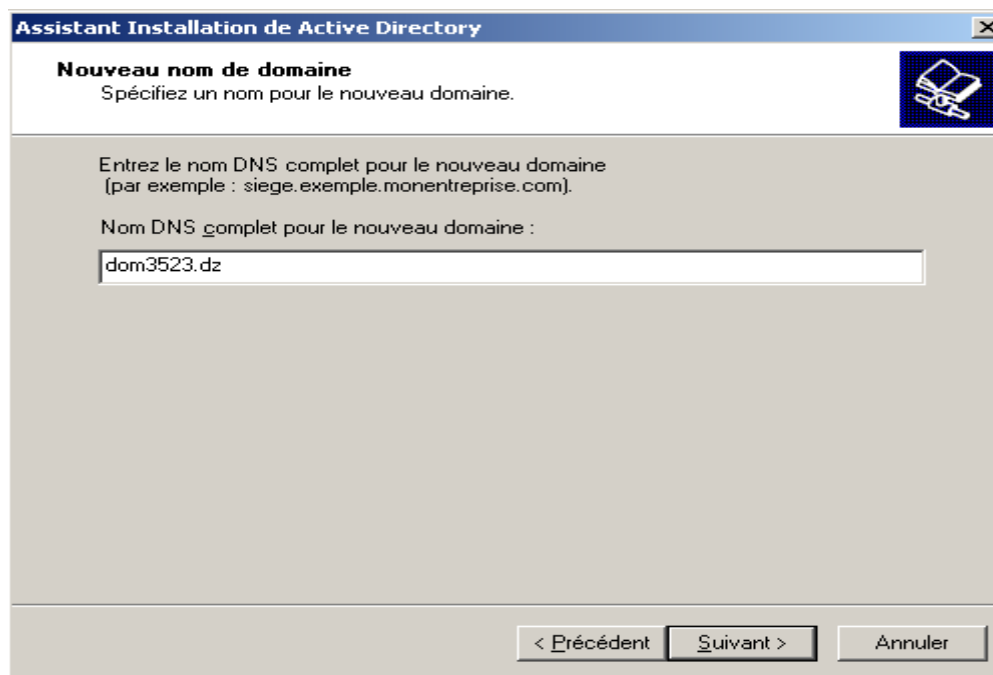 Assistant Installation de Active Directory
Nouveau nom de domaine
Spécifiez un nom pour le nouveau domaine.
Entrez le nom DNS complet pour le nouveau domaine
(par exemple : siege.exemple.monentreprise.com).
Nom DNS complet pour le nouveau domaine :
dom3523.dz
< Précédent Suivant > Annuler